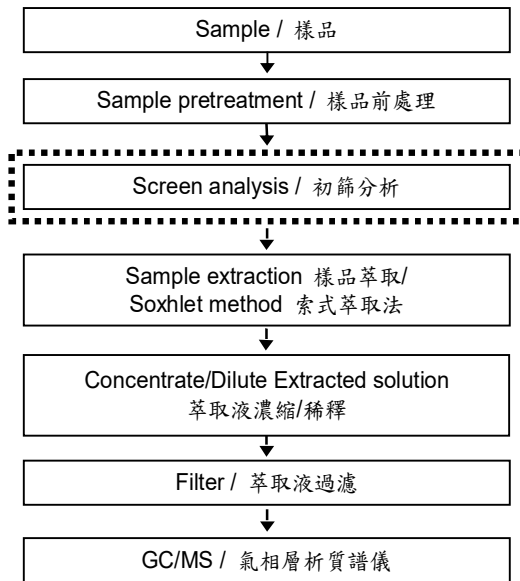 Sample / 樣品
Sample pretreatment / 樣品前處理
Screen analysis / 初篩分析
Sample extraction 樣品萃取/
Soxhlet method 索式萃取法
Concentrate/Dilute Extracted solution
萃取液濃縮/稀釋
Filter / 萃取液過濾
GC/MS / 氣相層析質譜儀